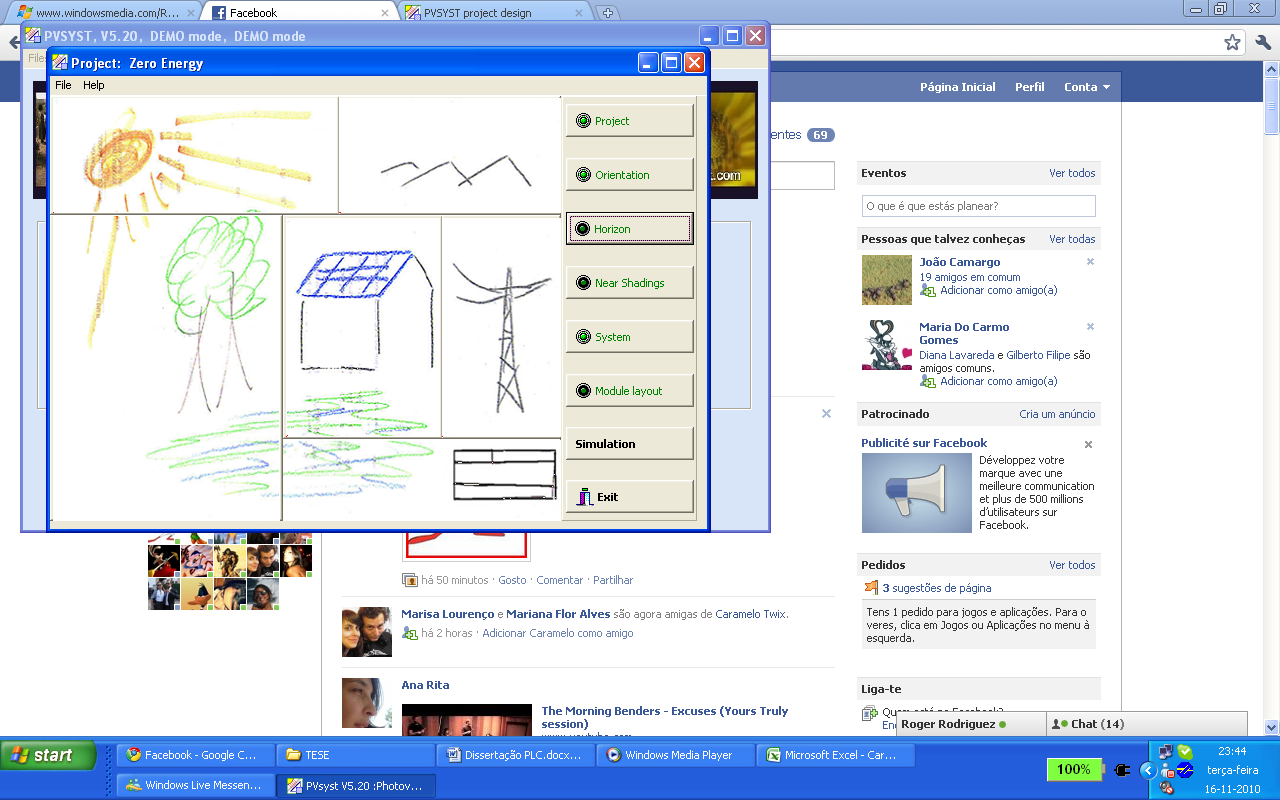 www.windowsmedia.com/R...
Facebook
PVSYST project design
PVSYST, V5.20, DEMO mode, DEMO mode
Files
Project: Zero Energy
File Help
Project
Orientation
Horizon
Near Shadings
System
Module layout
Simulation
Exit
.com
Página Inicial Perfil Conta
entes 69
Eventos Ver todos
O que é que estás planear?
Pessoas que talvez conheças Ver todas
João Camargo
19 amigos em comum
Adicionar como amigo(a)
Maria Do Carmo
Gomes
Diana Lavareda e Gilberto Filipe são
amigos comuns.
Adicionar como amigo(a)
Patrocinado Cria um anúncio
Publicité sur Facebook
Développez votre
marque avec une
meilleure communication
et plus de 500 millions
d'utilisateurs sur
Facebook.
Pedidos Ver todos
3 sugestões de página
Tens 1 pedido para jogos e aplicações. Para o
veres, clica em Jogos ou Aplicações no menu à
esquerda.
Liga-te
há 50 minutos · Gosto · Comentar · Partilhar
Marisa Lourenço e Mariana Flor Alves são agora amigas de Caramelo Twix.
há 2 horas · Adicionar Caramelo como amigo
Ana Rita
The Morning Benders - Excuses (Yours Truly
session)
Roger Rodriguez
Chat (14)
start
Facebook - Google C...
TESE
Dissertação PLC.docx...
Windows Media Player
Microsoft Excel - Car...
Windows Live Messen...
PVsyst V5.20 :Photov...
100%
23:44
terça-feira
16-11-2010